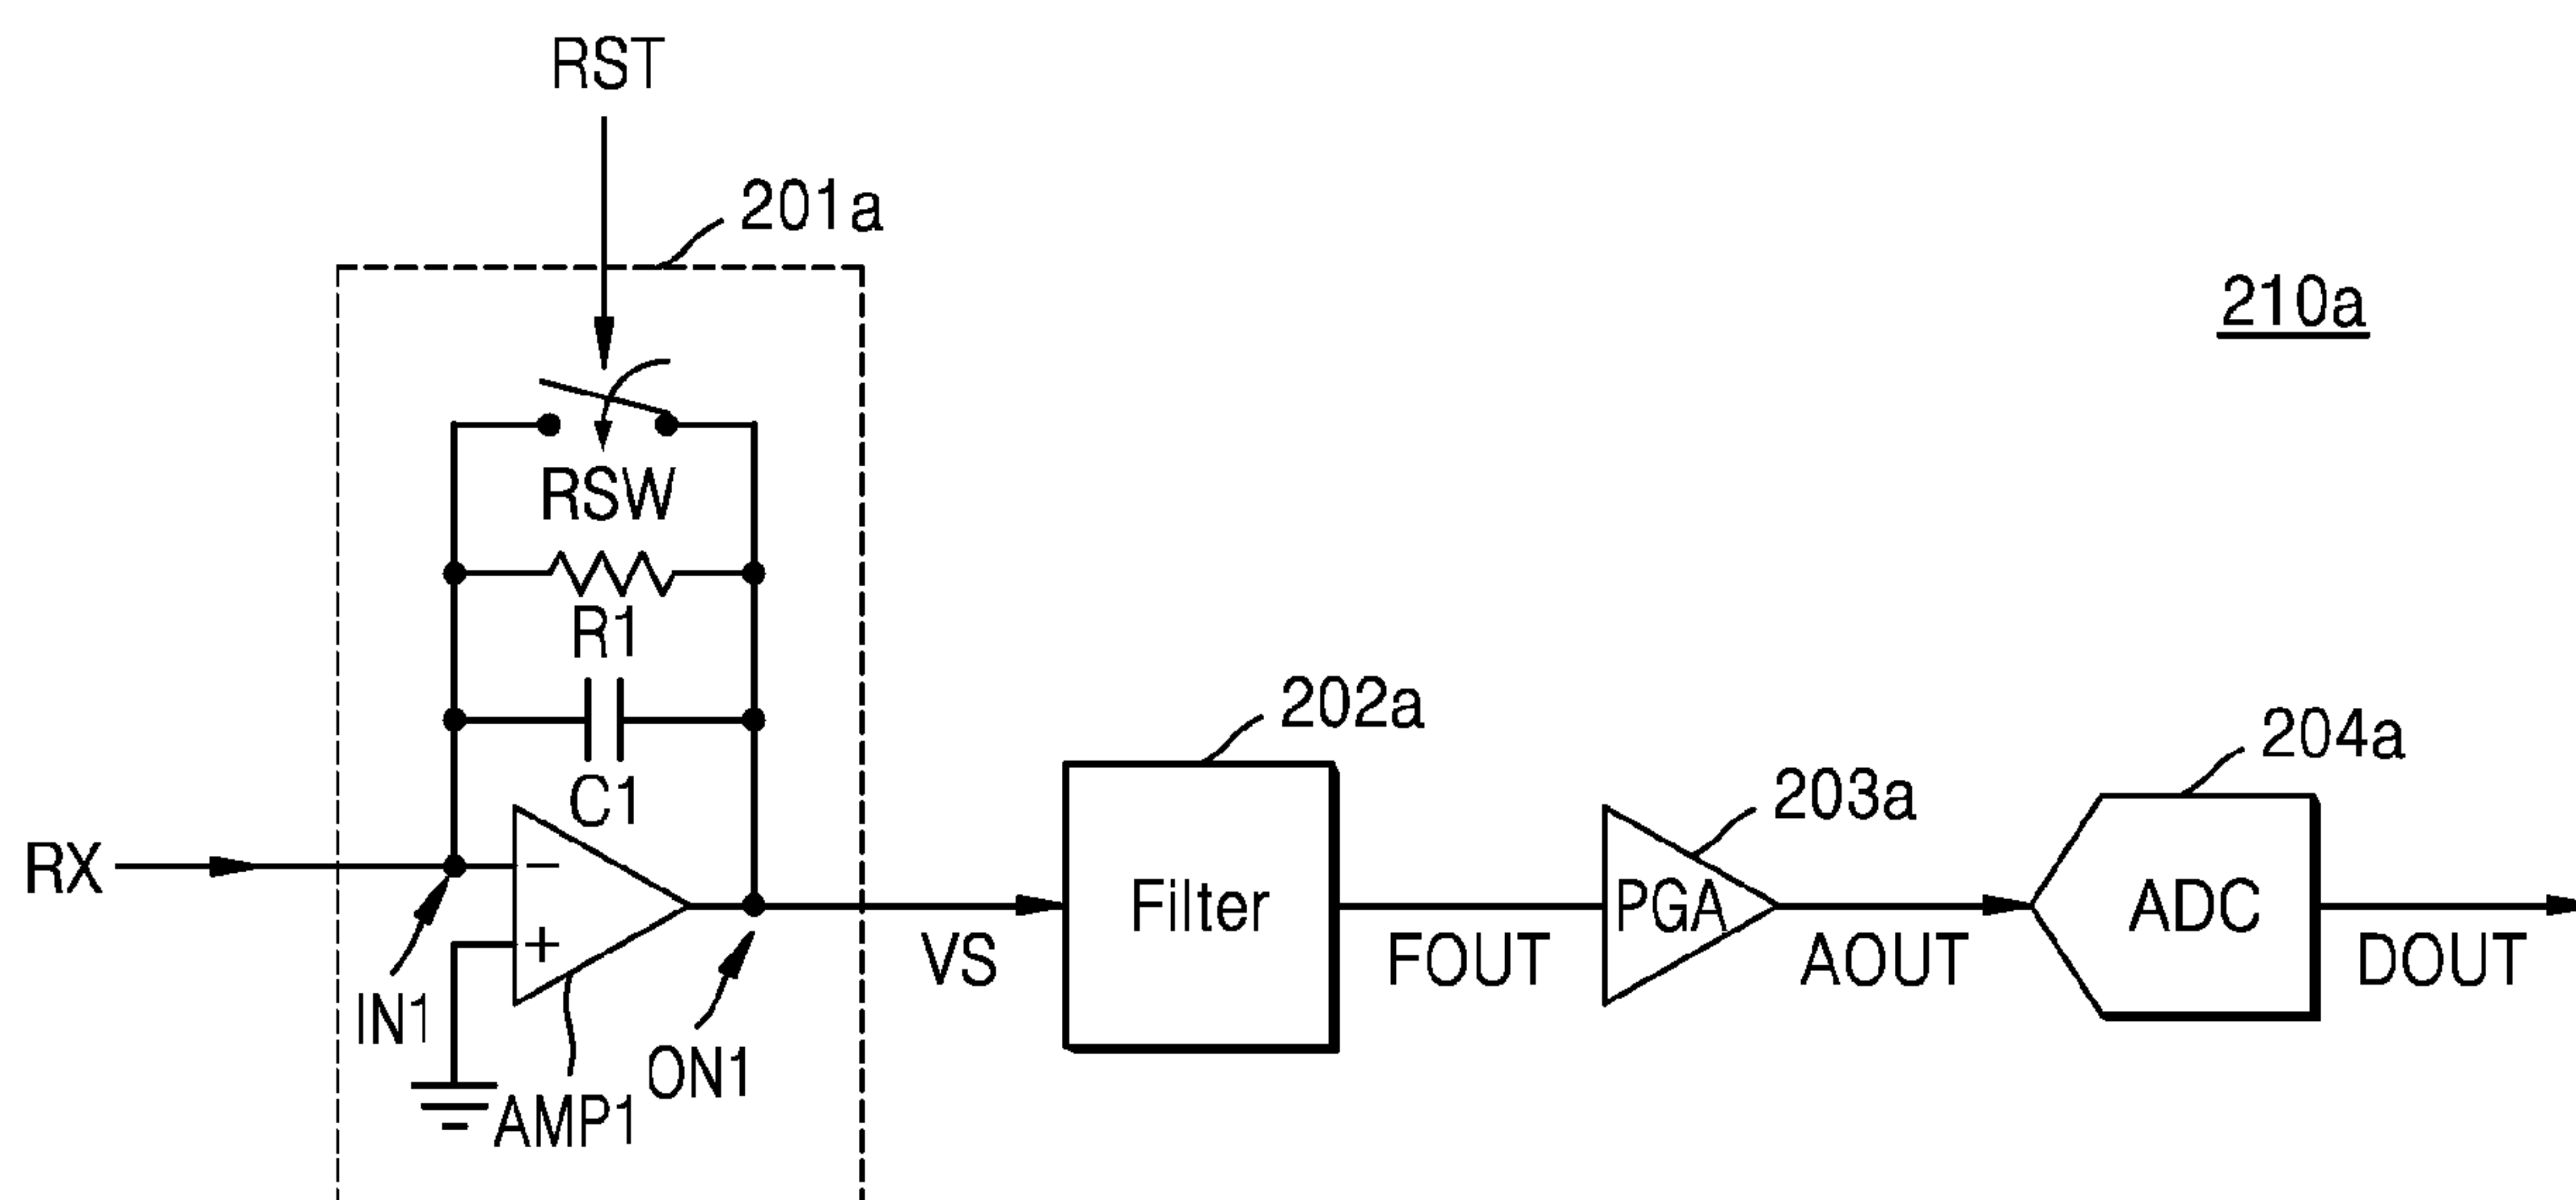 RST
201a
210a
RSW
R1
202a
204a
C1
203a
RX
−
Filter
PGA
ADC
+
VS
FOUT
AOUT
DOUT
IN1
ON1
AMP1